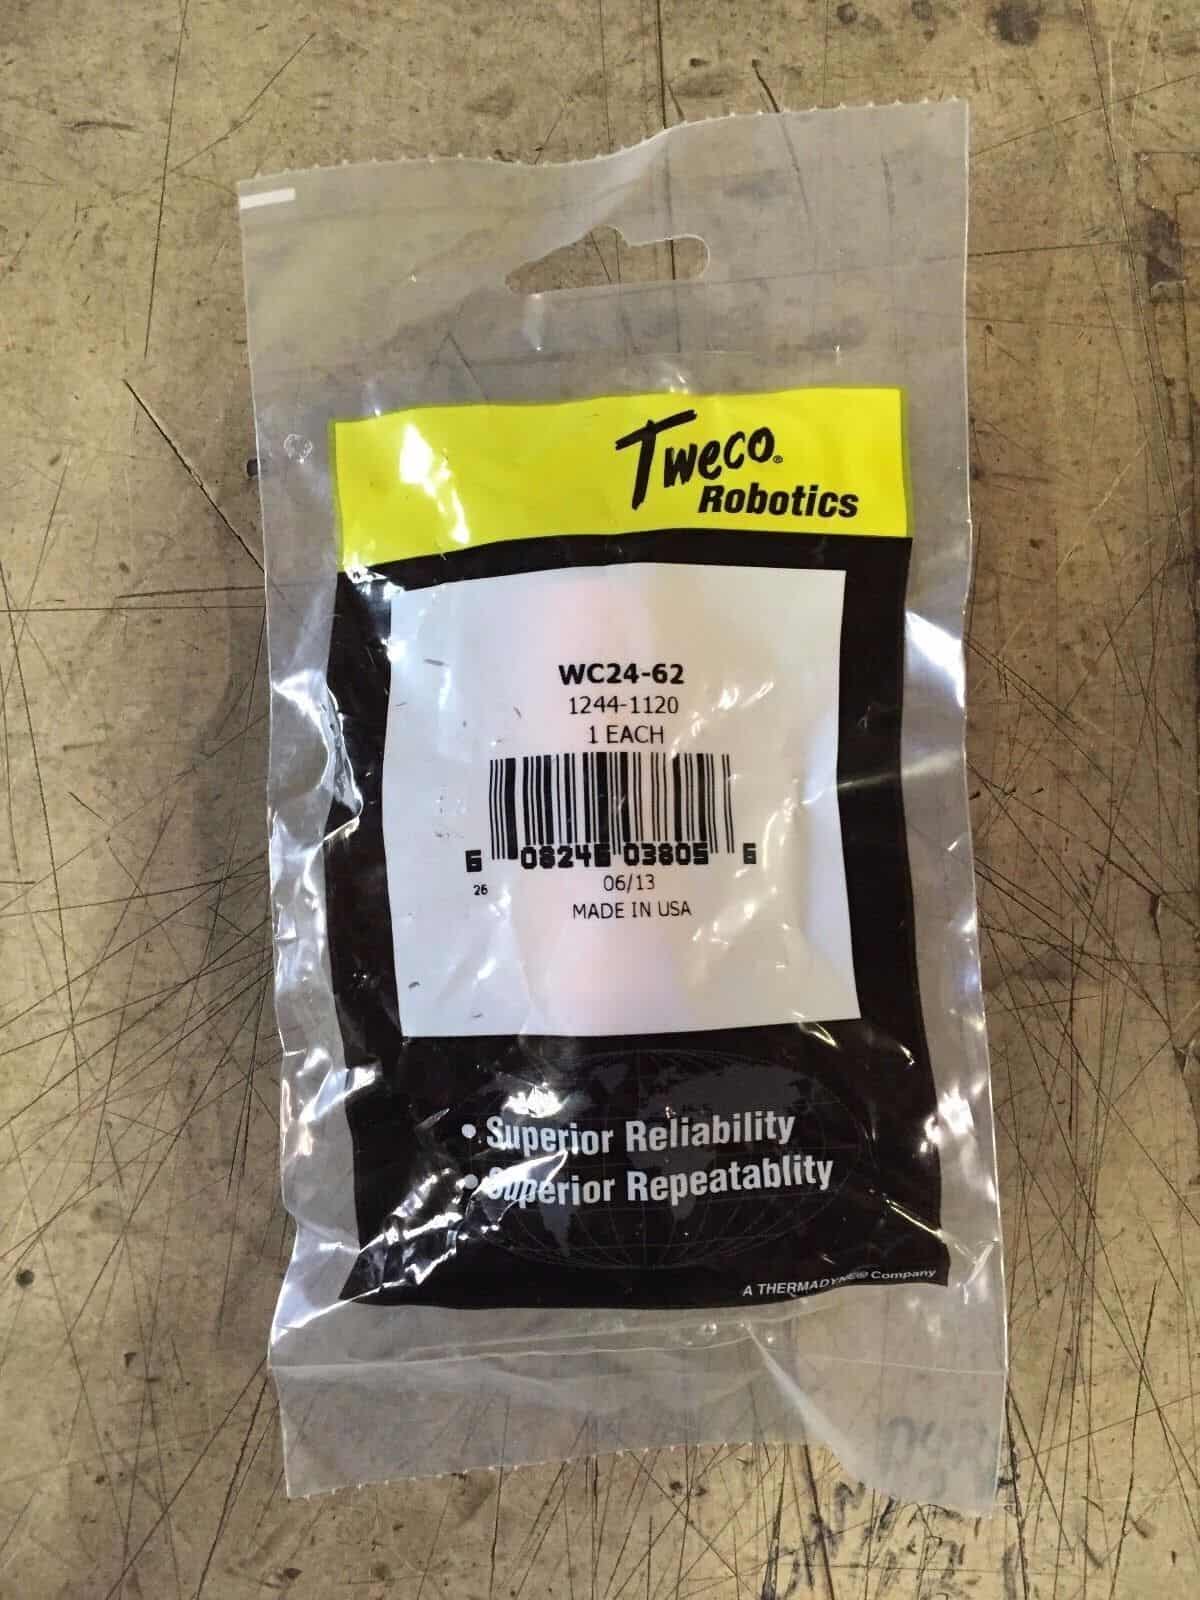 Tweco®
Robotics
WC24-62
1244-1120
1 EACH
6 08246 03805 6
26
06/13
MADE IN USA
• Superior Reliability
• Superior Repeatablity
A THERMADYNE® Company